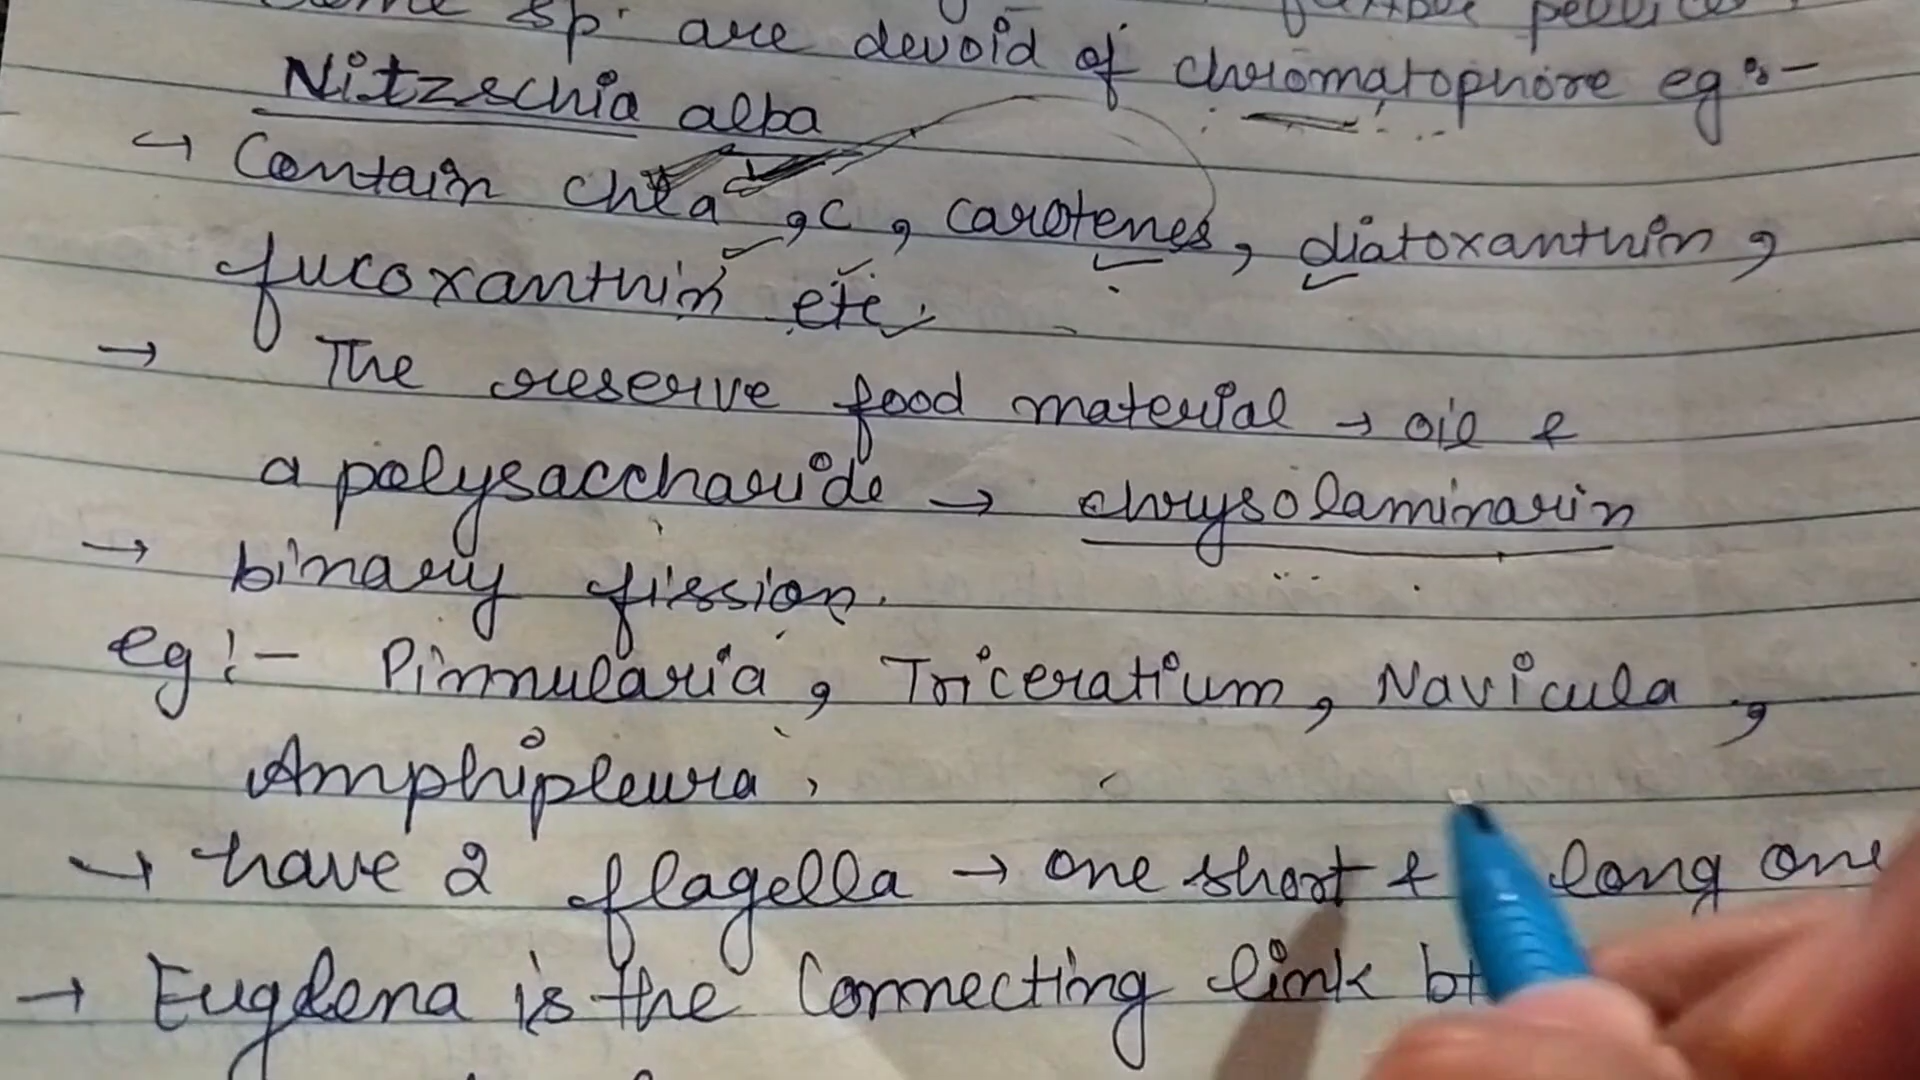 sp. are devoid of chromatophore eg:-
Nitzschia alba
↳ Contain chl a, c, carotenes, diatoxanthin,
fucoxanthin etc.
→ The reserve food material → oil &
a polysaccharide → chrysolaminarin
→ binary fission.
eg:- Pinnularia, Triceratium, Navicula,
Amphipleura,
↳ have 2 flagella → one short & long one
→ Euglena is the connecting link